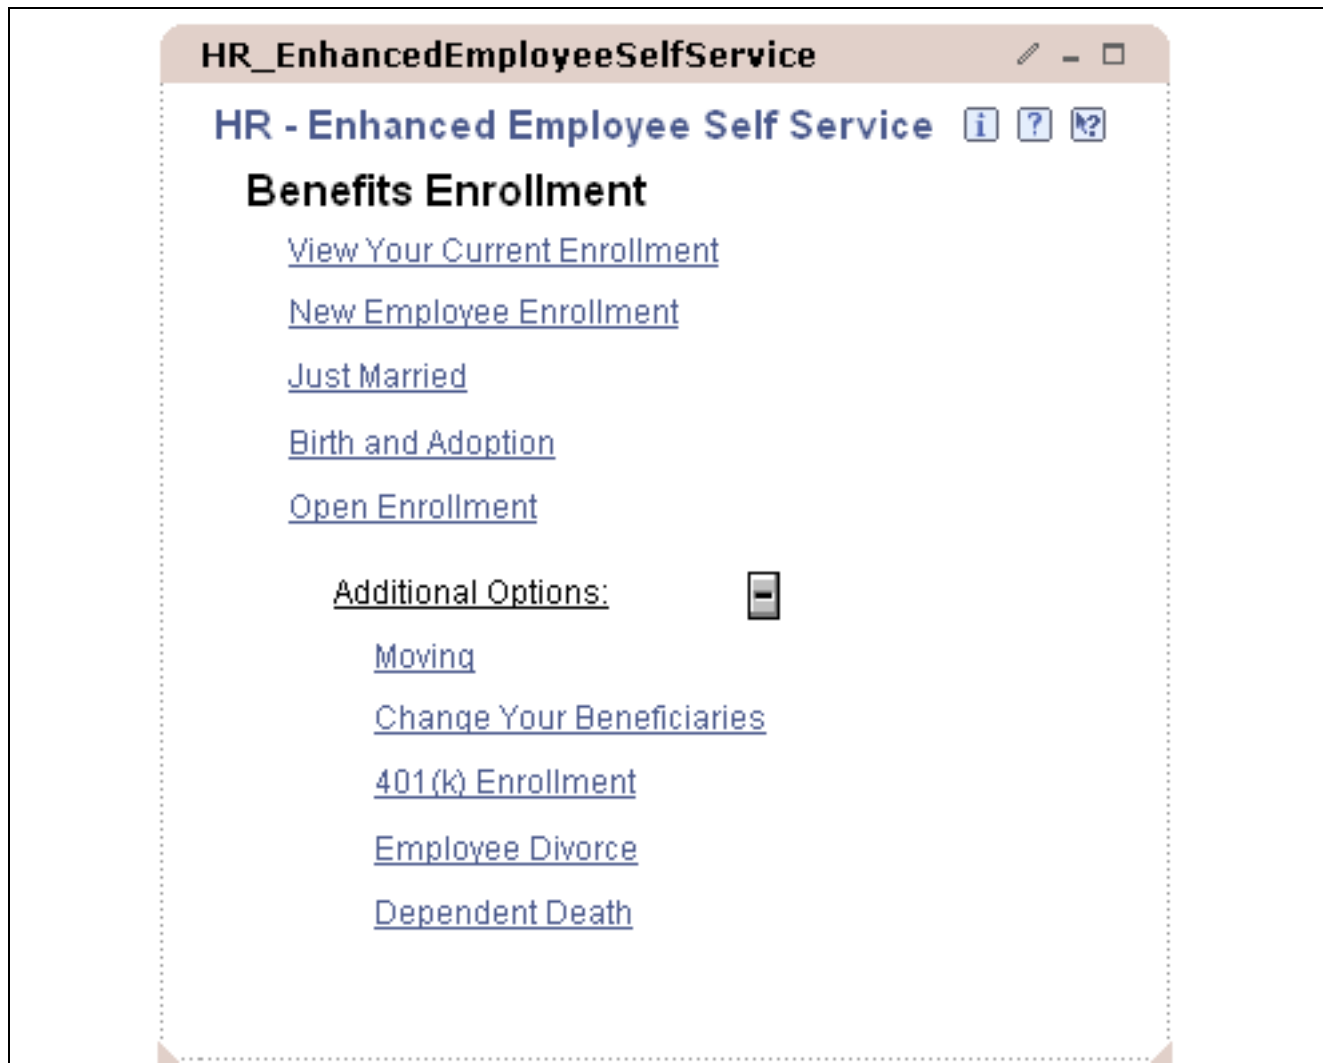 HR_EnhancedEmployeeSelfService
HR - Enhanced Employee Self Service i ? ?
Benefits Enrollment
View Your Current Enrollment
New Employee Enrollment
Just Married
Birth and Adoption
Open Enrollment
Additional Options:
Moving
Change Your Beneficiaries
401(k) Enrollment
Employee Divorce
Dependent Death